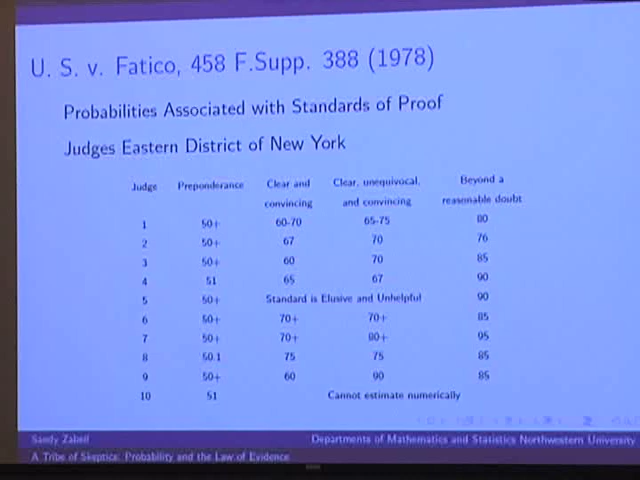 U. S. v. Fatico, 458 F.Supp. 388 (1978)
Probabilities Associated with Standards of Proof
Judges Eastern District of New York
Judge Preponderance Clear and convincing Clear, unequivocal, and convincing Beyond a reasonable doubt
1 50+ 60-70 65-75 80
2 50+ 67 70 76
3 50+ 60 70 85
4 51 65 67 90
5 50+ Standard is Elusive and Unhelpful 90
6 50+ 70+ 70+ 85
7 50+ 70+ 80+ 95
8 50.1 75 75 85
9 50+ 60 90 85
10 51 Cannot estimate numerically
Sandy Zabell Departments of Mathematics and Statistics Northwestern University
A Tribe of Skeptics: Probability and the Law of Evidence